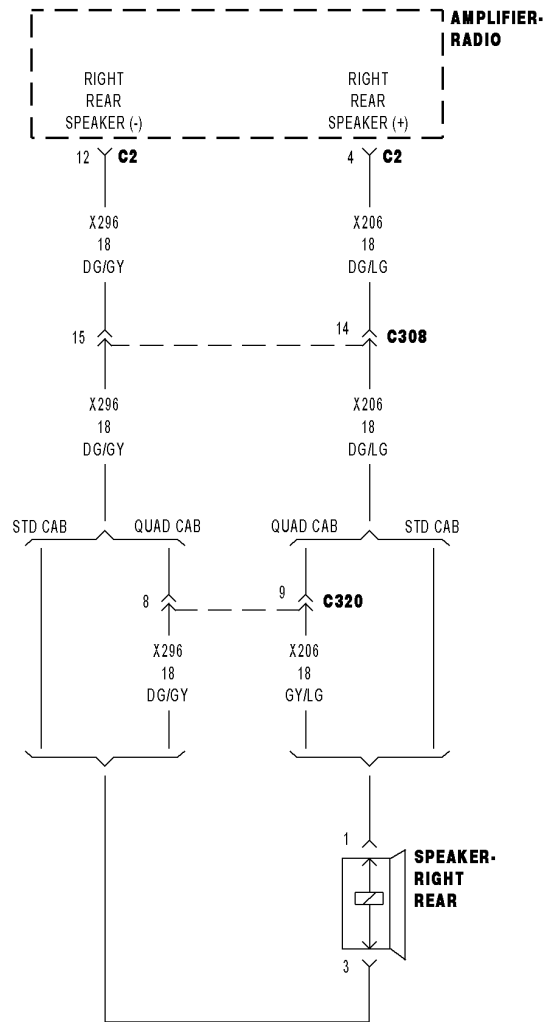 AMPLIFIER-
RADIO
RIGHT
REAR
SPEAKER (-)
RIGHT
REAR
SPEAKER (+)
12 C2
4 C2
X296
18
DG/GY
X206
18
DG/LG
15
14
C308
X296
18
DG/GY
X206
18
DG/LG
STD CAB QUAD CAB QUAD CAB STD CAB
8
9
C320
X296
18
DG/GY
X206
18
GY/LG
1
SPEAKER-
RIGHT
REAR
3